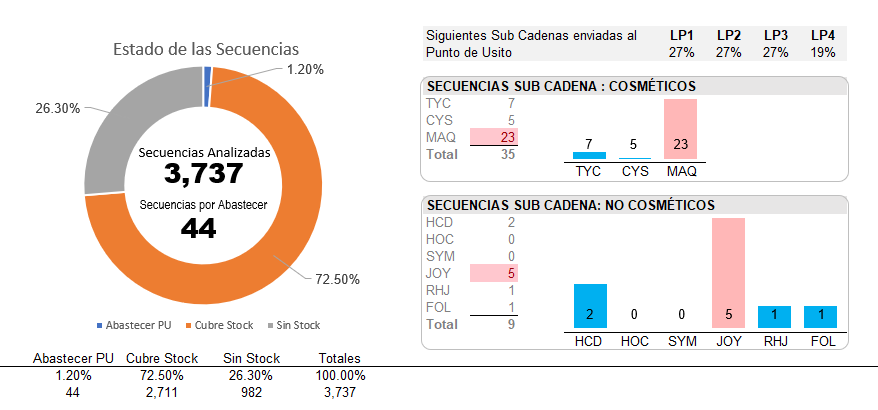 Estado de las Secuencias
1.20%
26.30%
72.50%
Secuencias Analizadas
3,737
Secuencias por Abastecer
44
Abastecer PU Cubre Stock Sin Stock
Abastecer PU Cubre Stock Sin Stock Totales
1.20% 72.50% 26.30% 100.00%
44 2,711 982 3,737
Siguientes Sub Cadenas enviadas al LP1 LP2 LP3 LP4
Punto de Usito 27% 27% 27% 19%
SECUENCIAS SUB CADENA : COSMÉTICOS
TYC 7
CYS 5
MAQ 23
Total 35
7 5 23
TYC CYS MAQ
SECUENCIAS SUB CADENA: NO COSMÉTICOS
HCD 2
HOC 0
SYM 0
JOY 5
RHJ 1
FOL 1
Total 9
2 0 0 5 1 1
HCD HOC SYM JOY RHJ FOL